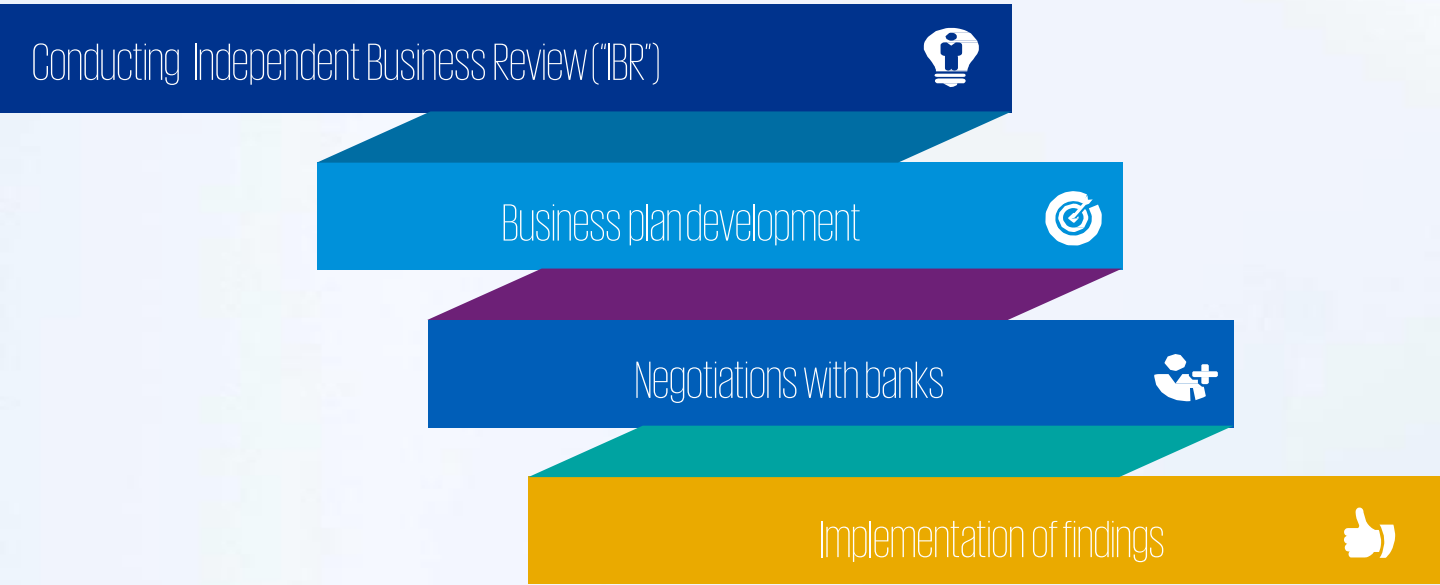 Conducting Independent Business Review ("IBR")
Business plan development
Negotiations with banks
Implementation of findings